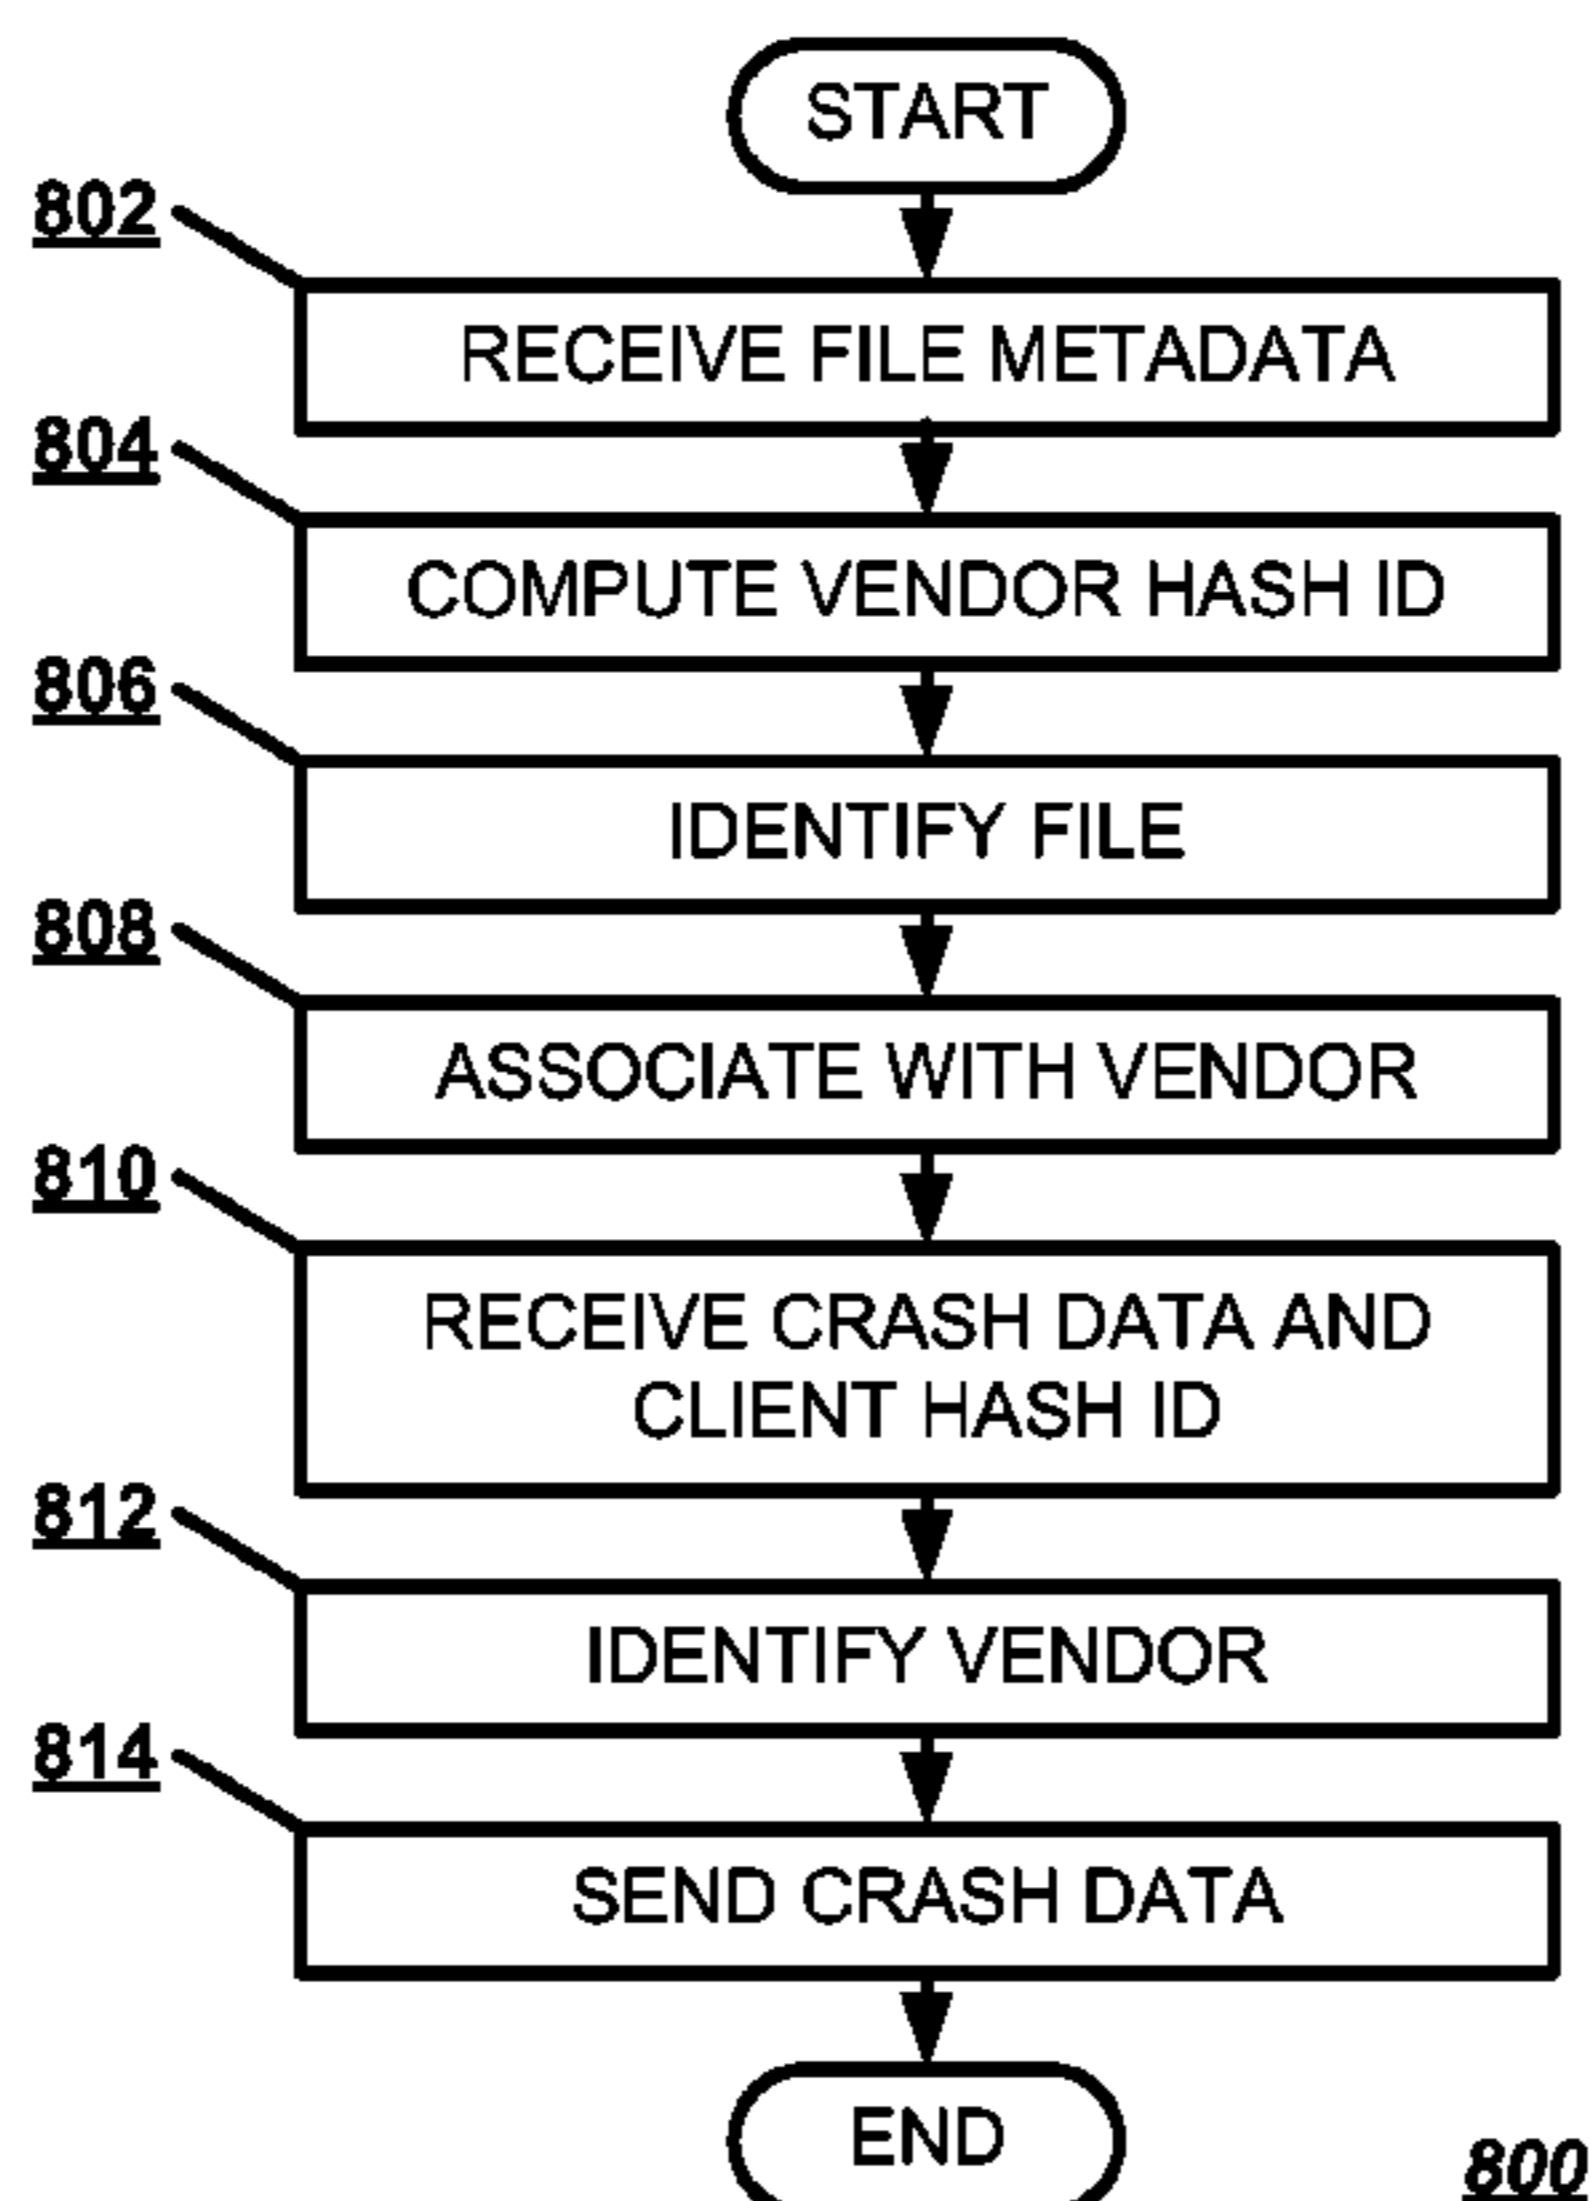 START
802
RECEIVE FILE METADATA
804
COMPUTE VENDOR HASH ID
806
IDENTIFY FILE
808
ASSOCIATE WITH VENDOR
810
RECEIVE CRASH DATA AND
CLIENT HASH ID
812
IDENTIFY VENDOR
814
SEND CRASH DATA
END
800